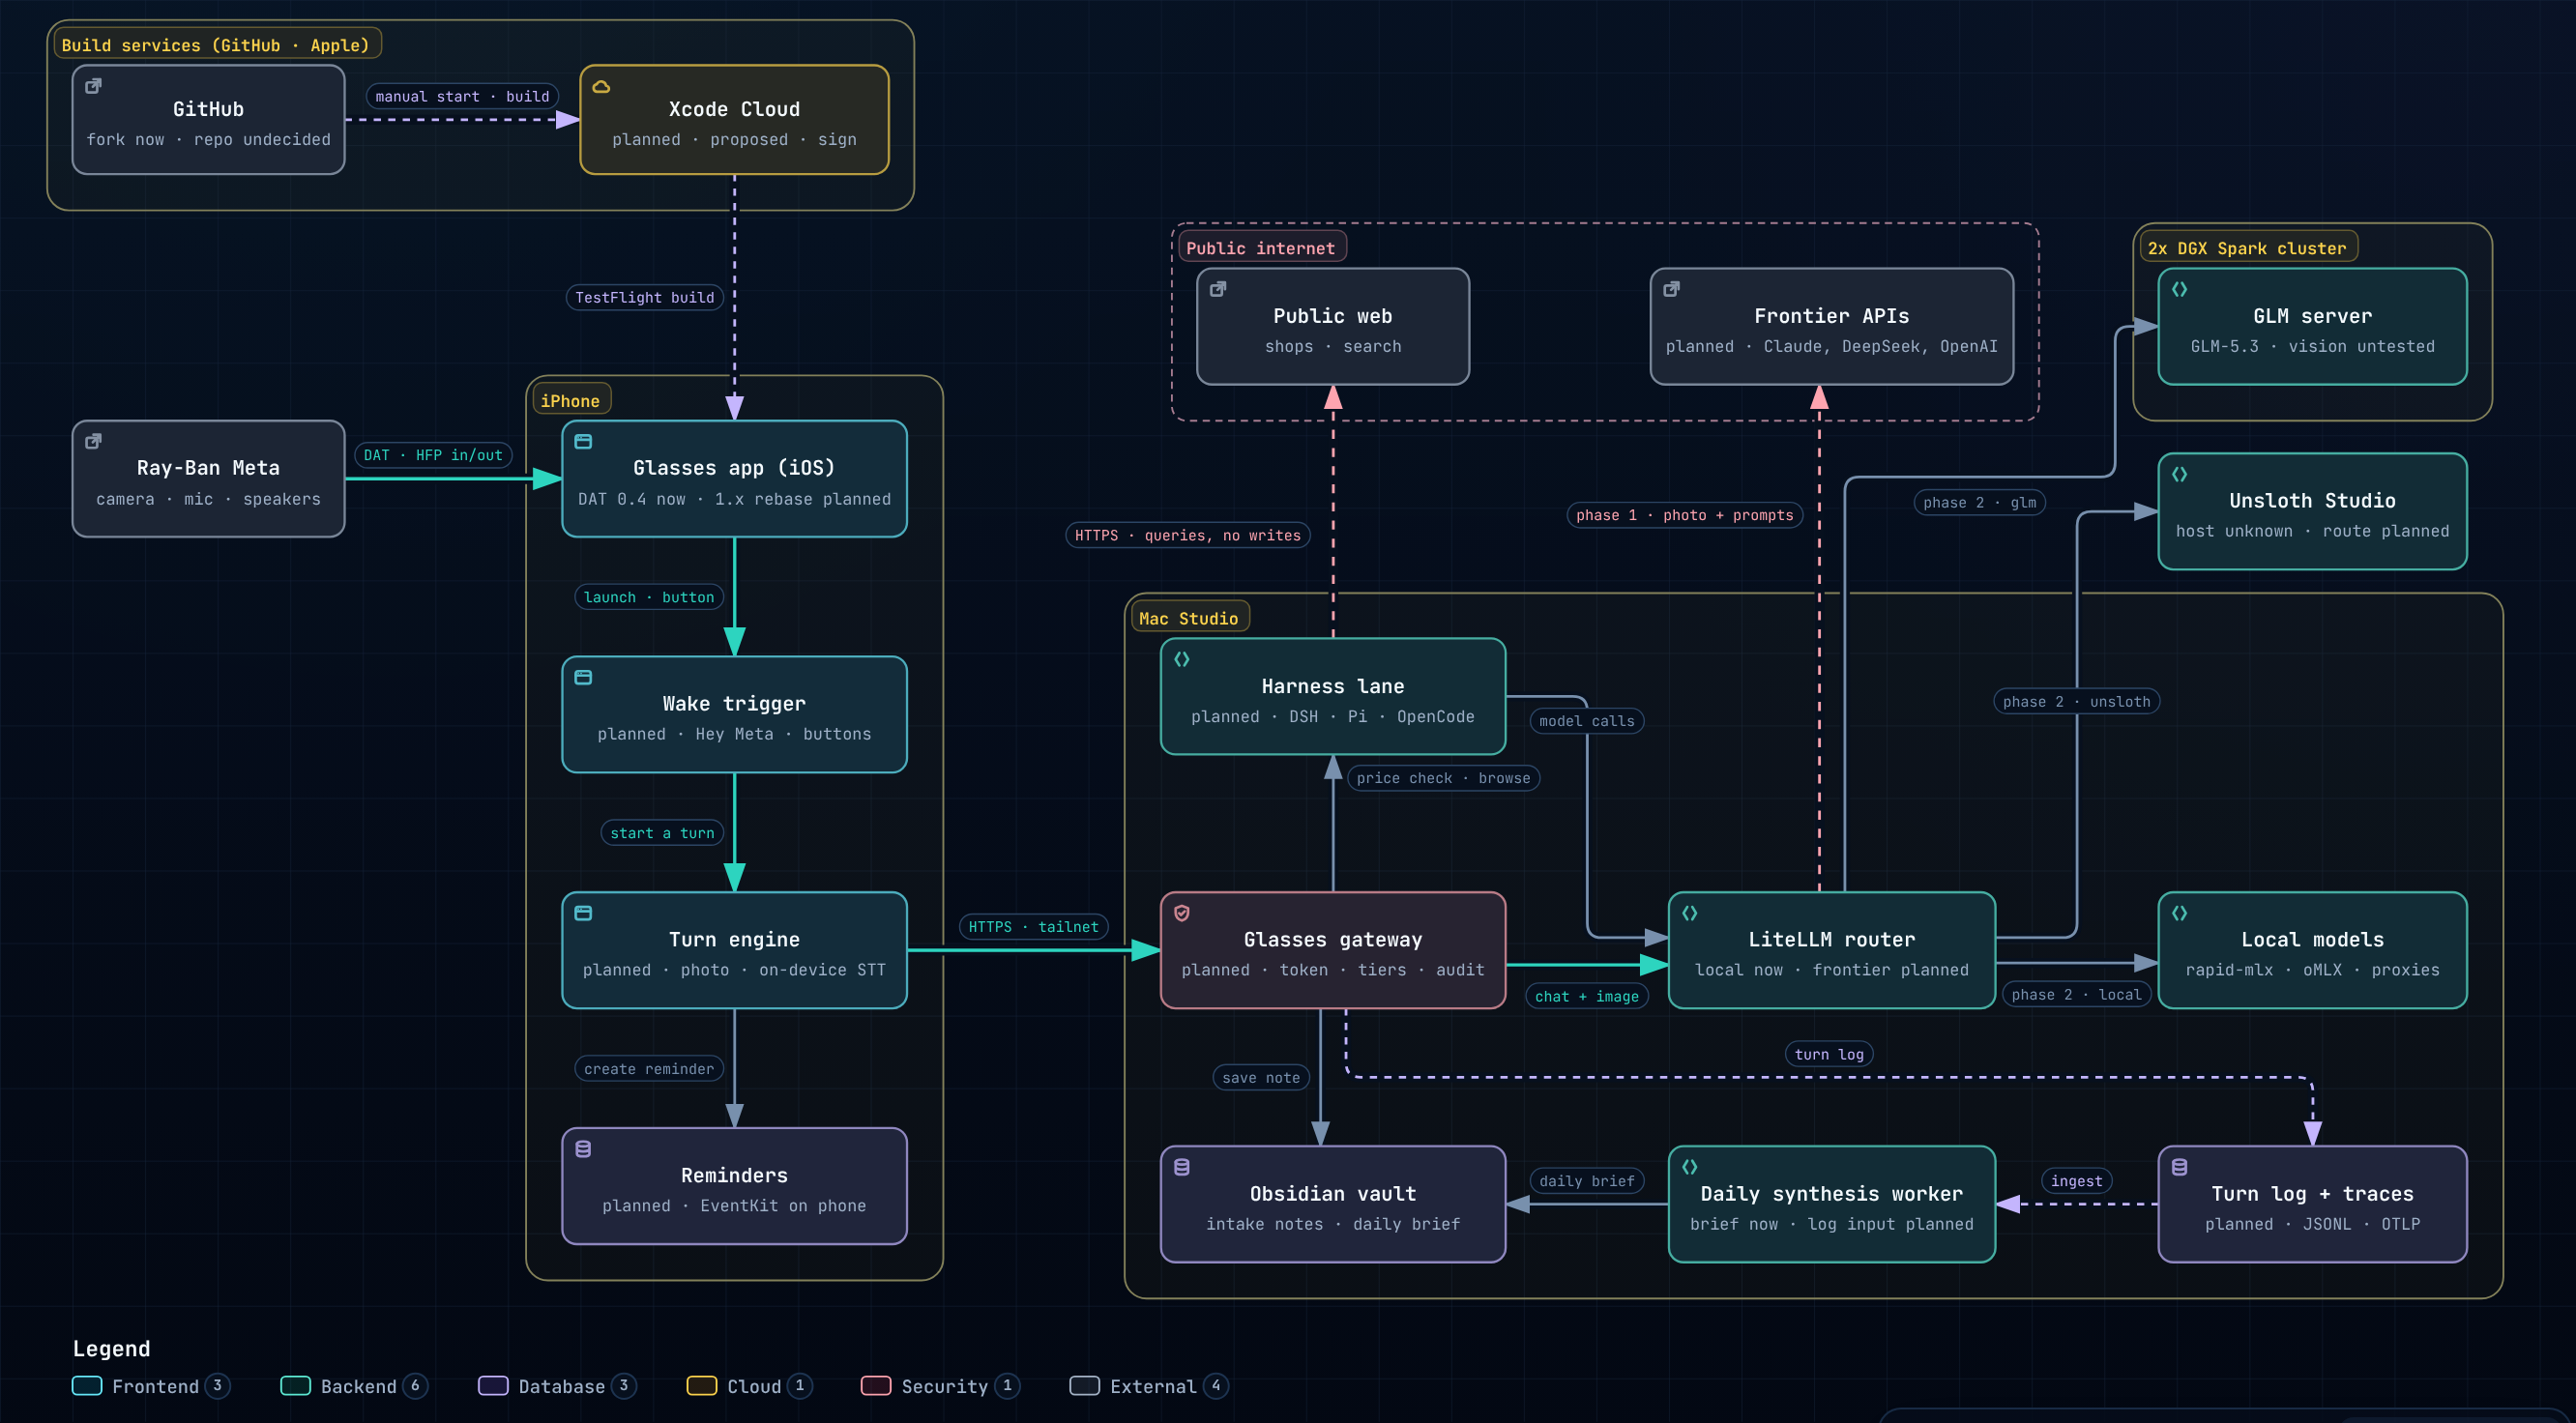 Build services (GitHub · Apple)
GitHub
fork now · repo undecided
manual start · build
Xcode Cloud
planned · proposed · sign
TestFlight build
Public internet
Public web
shops · search
Frontier APIs
planned · Claude, DeepSeek, OpenAI
2x DGX Spark cluster
GLM server
GLM-5.3 · vision untested
iPhone
Ray-Ban Meta
camera · mic · speakers
DAT · HFP in/out
Glasses app (iOS)
DAT 0.4 now · 1.x rebase planned
HTTPS · queries, no writes
phase 1 · photo + prompts
phase 2 · glm
Unsloth Studio
host unknown · route planned
launch · button
Mac Studio
Wake trigger
planned · Hey Meta · buttons
Harness lane
planned · DSH · Pi · OpenCode
model calls
phase 2 · unsloth
price check · browse
start a turn
Turn engine
planned · photo · on-device STT
HTTPS · tailnet
Glasses gateway
planned · token · tiers · audit
chat + image
LiteLLM router
local now · frontier planned
phase 2 · local
Local models
rapid-mlx · oMLX · proxies
create reminder
save note
turn log
Reminders
planned · EventKit on phone
Obsidian vault
intake notes · daily brief
daily brief
Daily synthesis worker
brief now · log input planned
ingest
Turn log + traces
planned · JSONL · OTLP
Legend
Frontend 3
Backend 6
Database 3
Cloud 1
Security 1
External 4